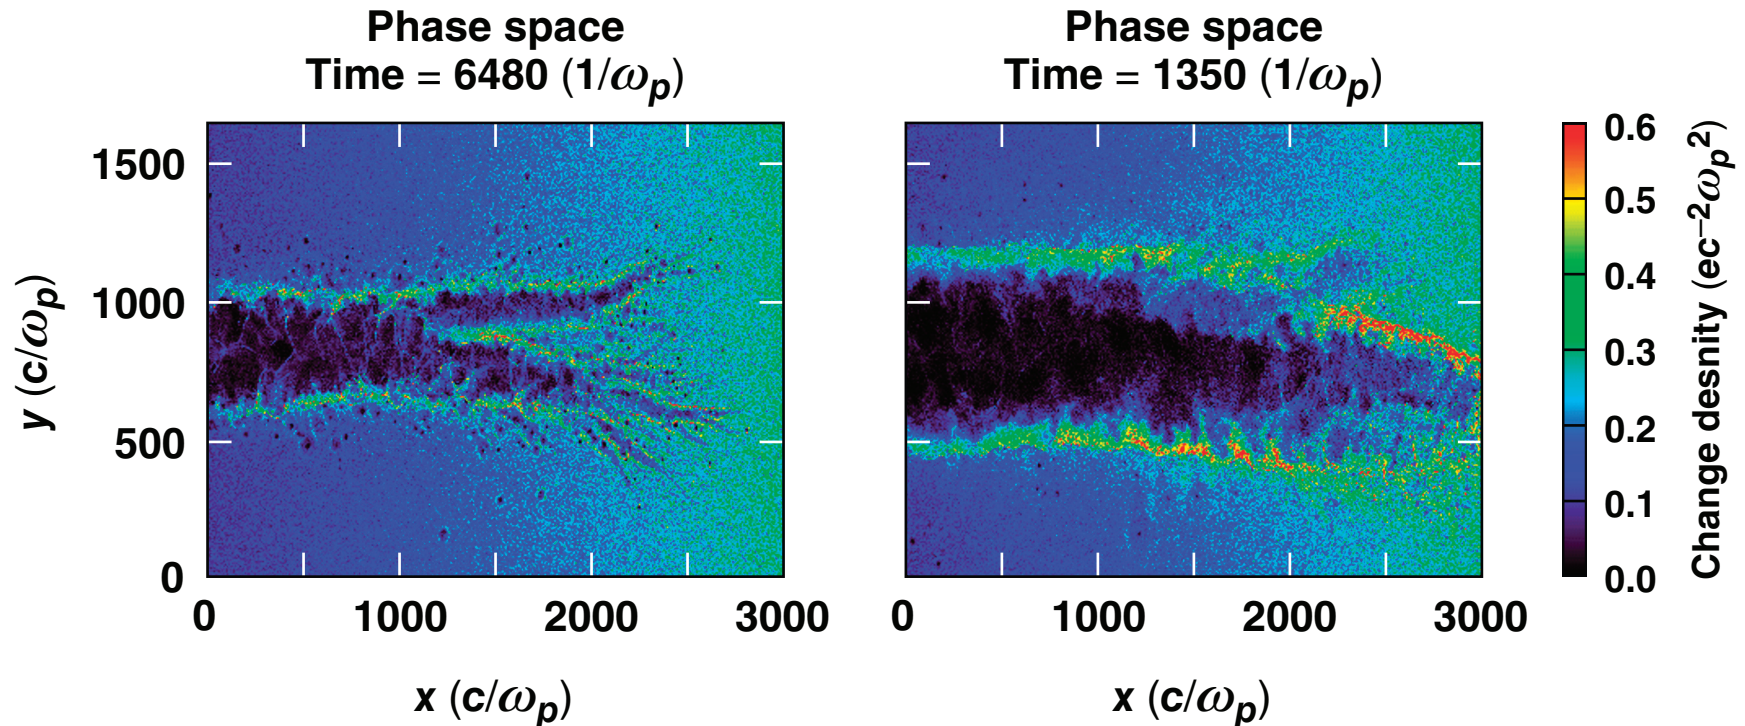 Phase space
Time = 6480 (1/ωp)
Phase space
Time = 1350 (1/ωp)
y (c/ωp)
1500
1000
500
0
0 1000 2000 3000
x (c/ωp)
0 1000 2000 3000
x (c/ωp)
0.6
0.5
0.4
0.3
0.2
0.1
0.0
Change desnity (ec⁻²ωp²)